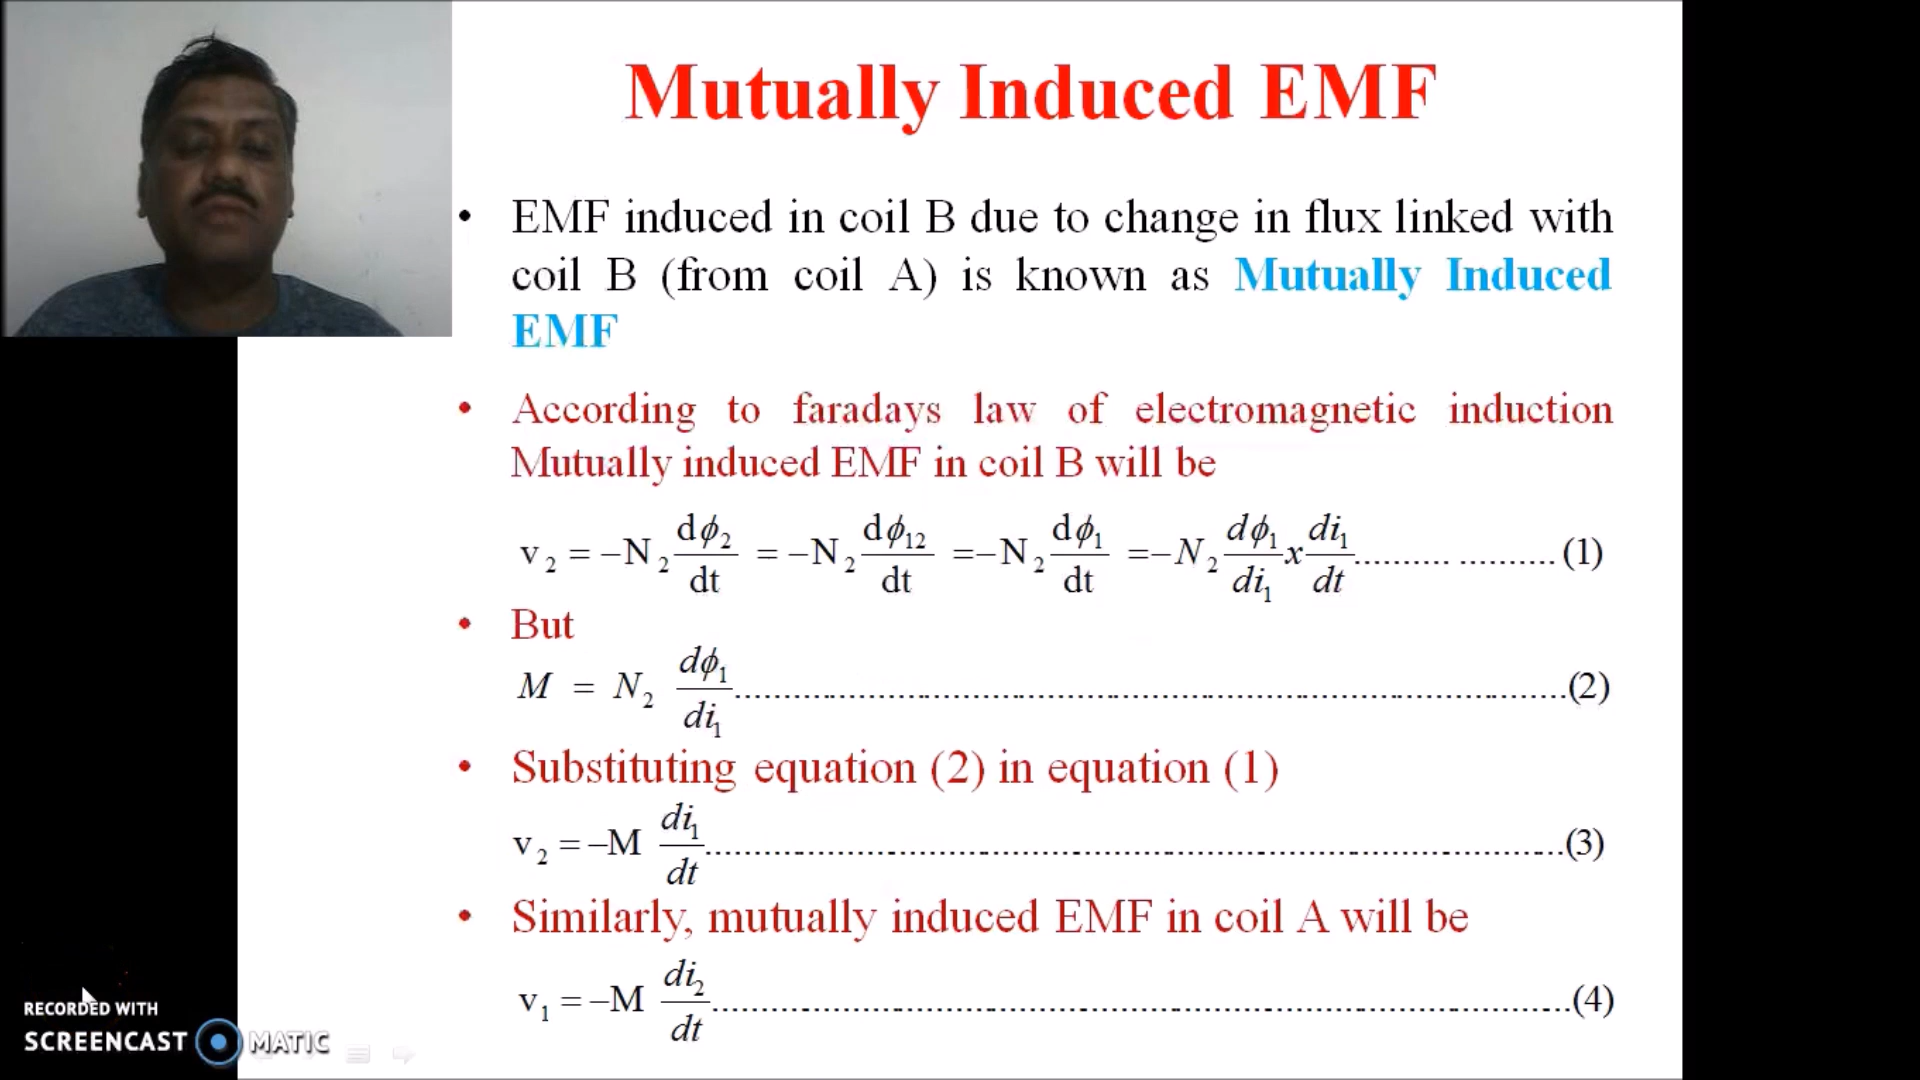 Mutually Induced EMF
• EMF induced in coil B due to change in flux linked with
coil B (from coil A) is known as Mutually Induced
EMF
• According to faradays law of electromagnetic induction
Mutually induced EMF in coil B will be
v₂ = −N₂ dϕ₂/dt = −N₂ dϕ₁₂/dt =−N₂ dϕ₁/dt =−N₂ dϕ₁/di₁ x di₁/dt .......... .......... (1)
• But
M = N₂ dϕ₁/di₁ ..........(2)
• Substituting equation (2) in equation (1)
v₂ = −M di₁/dt ..........(3)
• Similarly, mutually induced EMF in coil A will be
v₁ = −M di₂/dt ..........(4)
RECORDED WITH
SCREENCAST MATIC